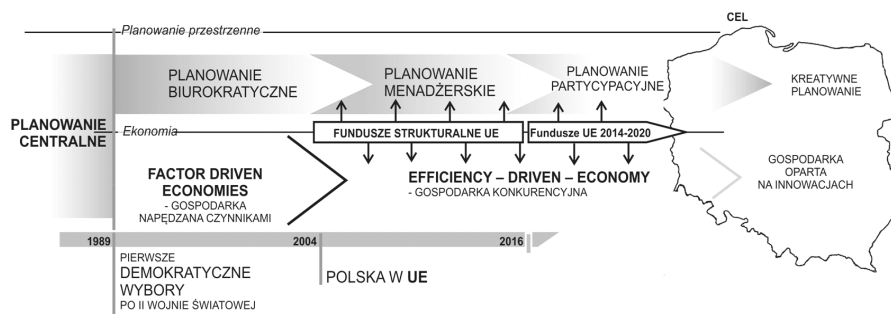 CEL
Planowanie przestrzenne
PLANOWANIE
BIUROKRATYCZNE
PLANOWANIE
MENADŻERSKIE
PLANOWANIE
PARTYCYPACYJNE
KREATYWNE
PLANOWANIE
PLANOWANIE
CENTRALNE
Ekonomia
FUNDUSZE STRUKTURALNE UE
Fundusze UE 2014-2020
FACTOR DRIVEN
ECONOMIES
- GOSPODARKA
NAPĘDZANA CZYNNIKAMI
EFFICIENCY – DRIVEN – ECONOMY
- GOSPODARKA KONKURENCYJNA
GOSPODARKA
OPARTA
NA INNOWACJACH
1989
2004
2016
PIERWSZE
DEMOKRATYCZNE
WYBORY
PO II WOJNIE ŚWIATOWEJ
POLSKA W UE